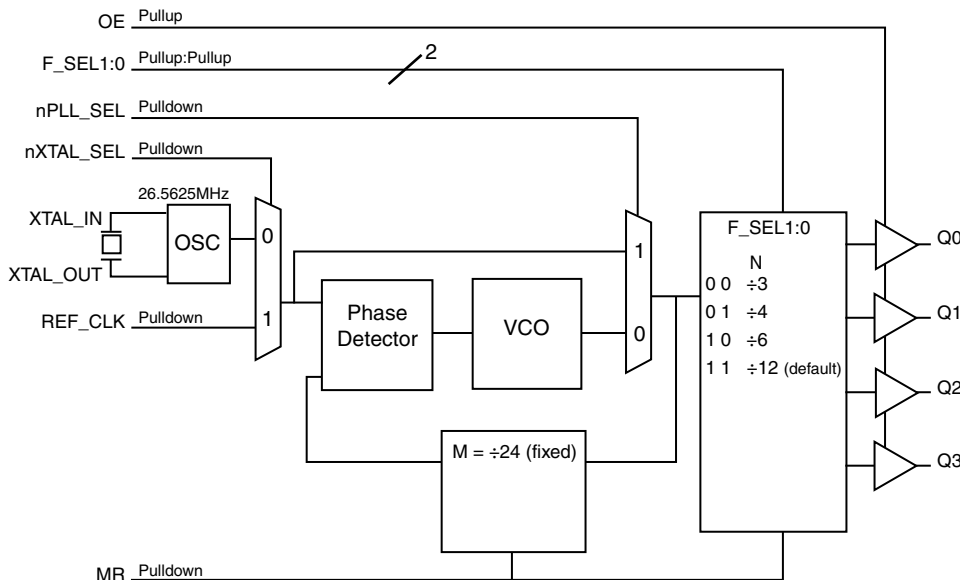 OE Pullup
F_SEL1:0 Pullup:Pullup
2
nPLL_SEL Pulldown
nXTAL_SEL Pulldown
26.5625MHz
XTAL_IN
OSC
XTAL_OUT
REF_CLK Pulldown
0
1
Phase
Detector
VCO
1
0
M = ÷24 (fixed)
F_SEL1:0
N
0 0 ÷3
0 1 ÷4
1 0 ÷6
1 1 ÷12 (default)
Q0
Q1
Q2
Q3
MR Pulldown